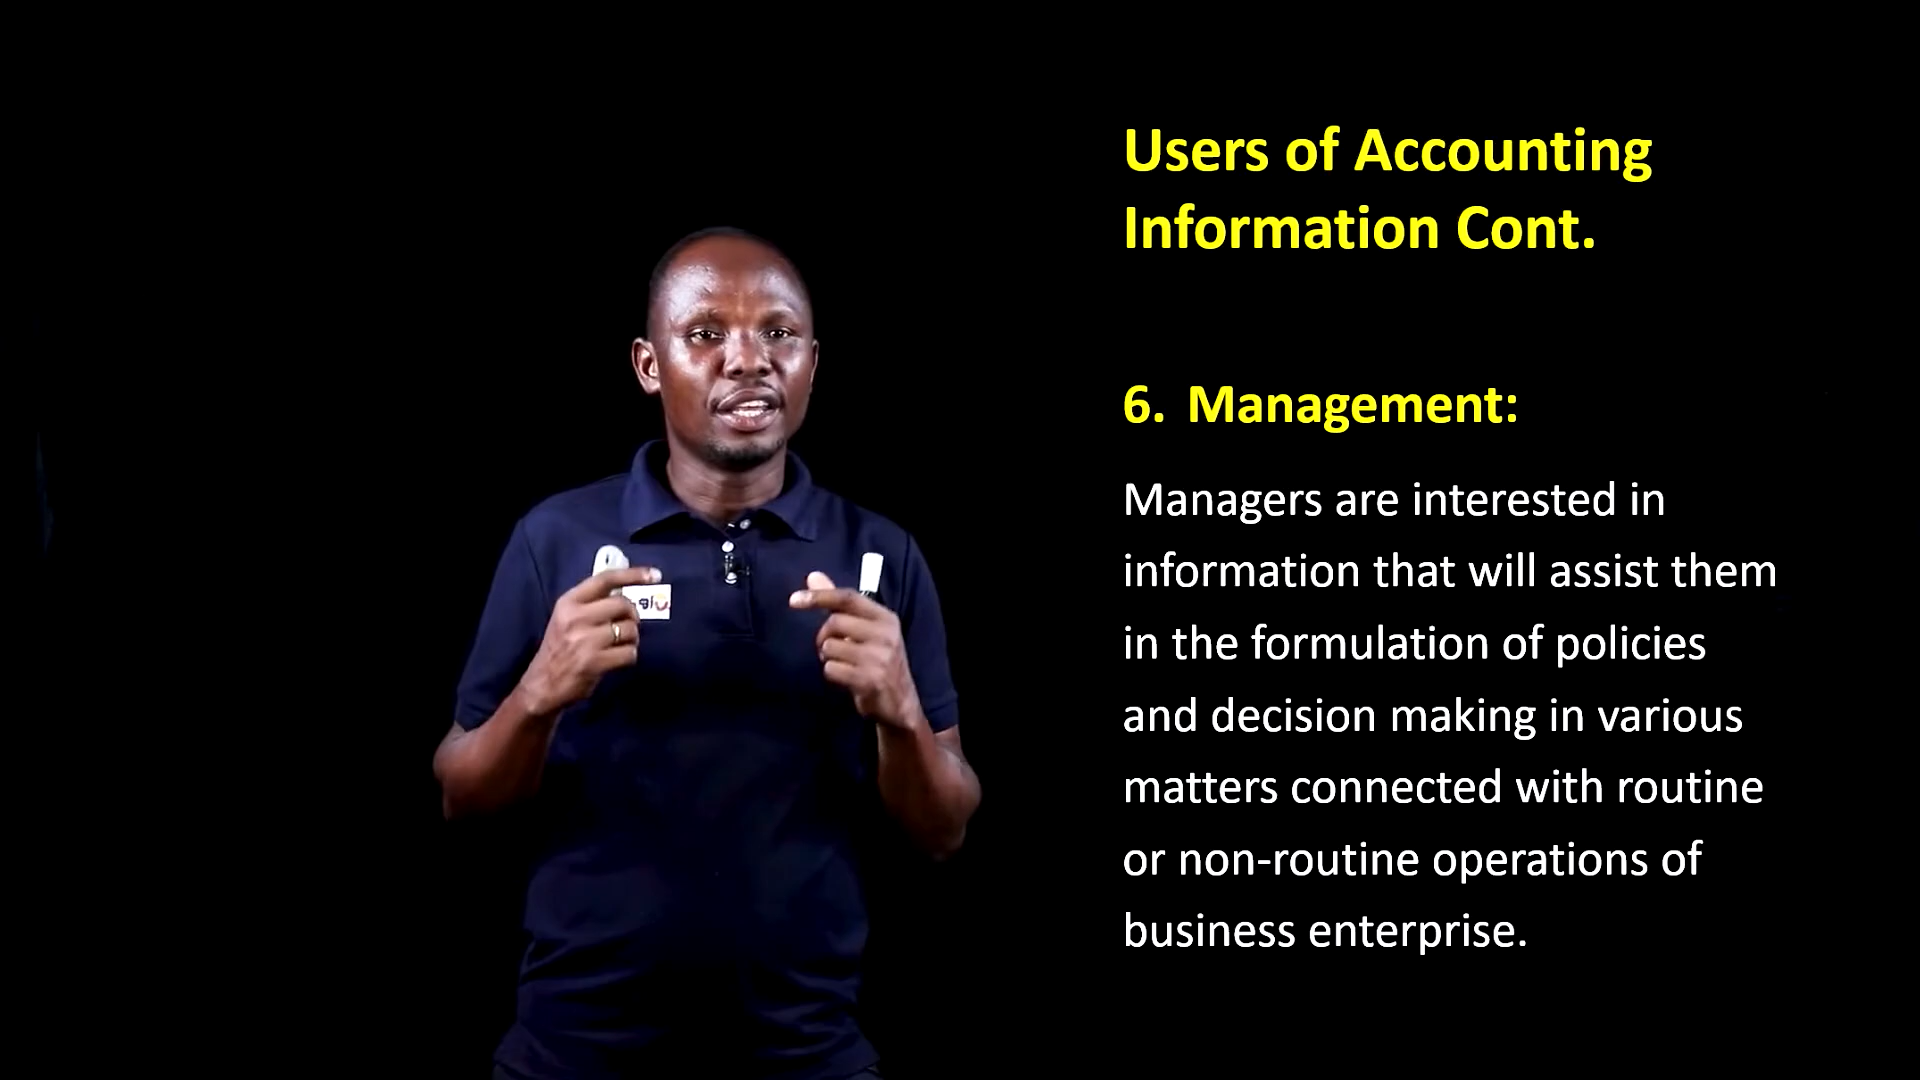 Users of Accounting
Information Cont.
6. Management:
Managers are interested in
information that will assist them
in the formulation of policies
and decision making in various
matters connected with routine
or non-routine operations of
business enterprise.